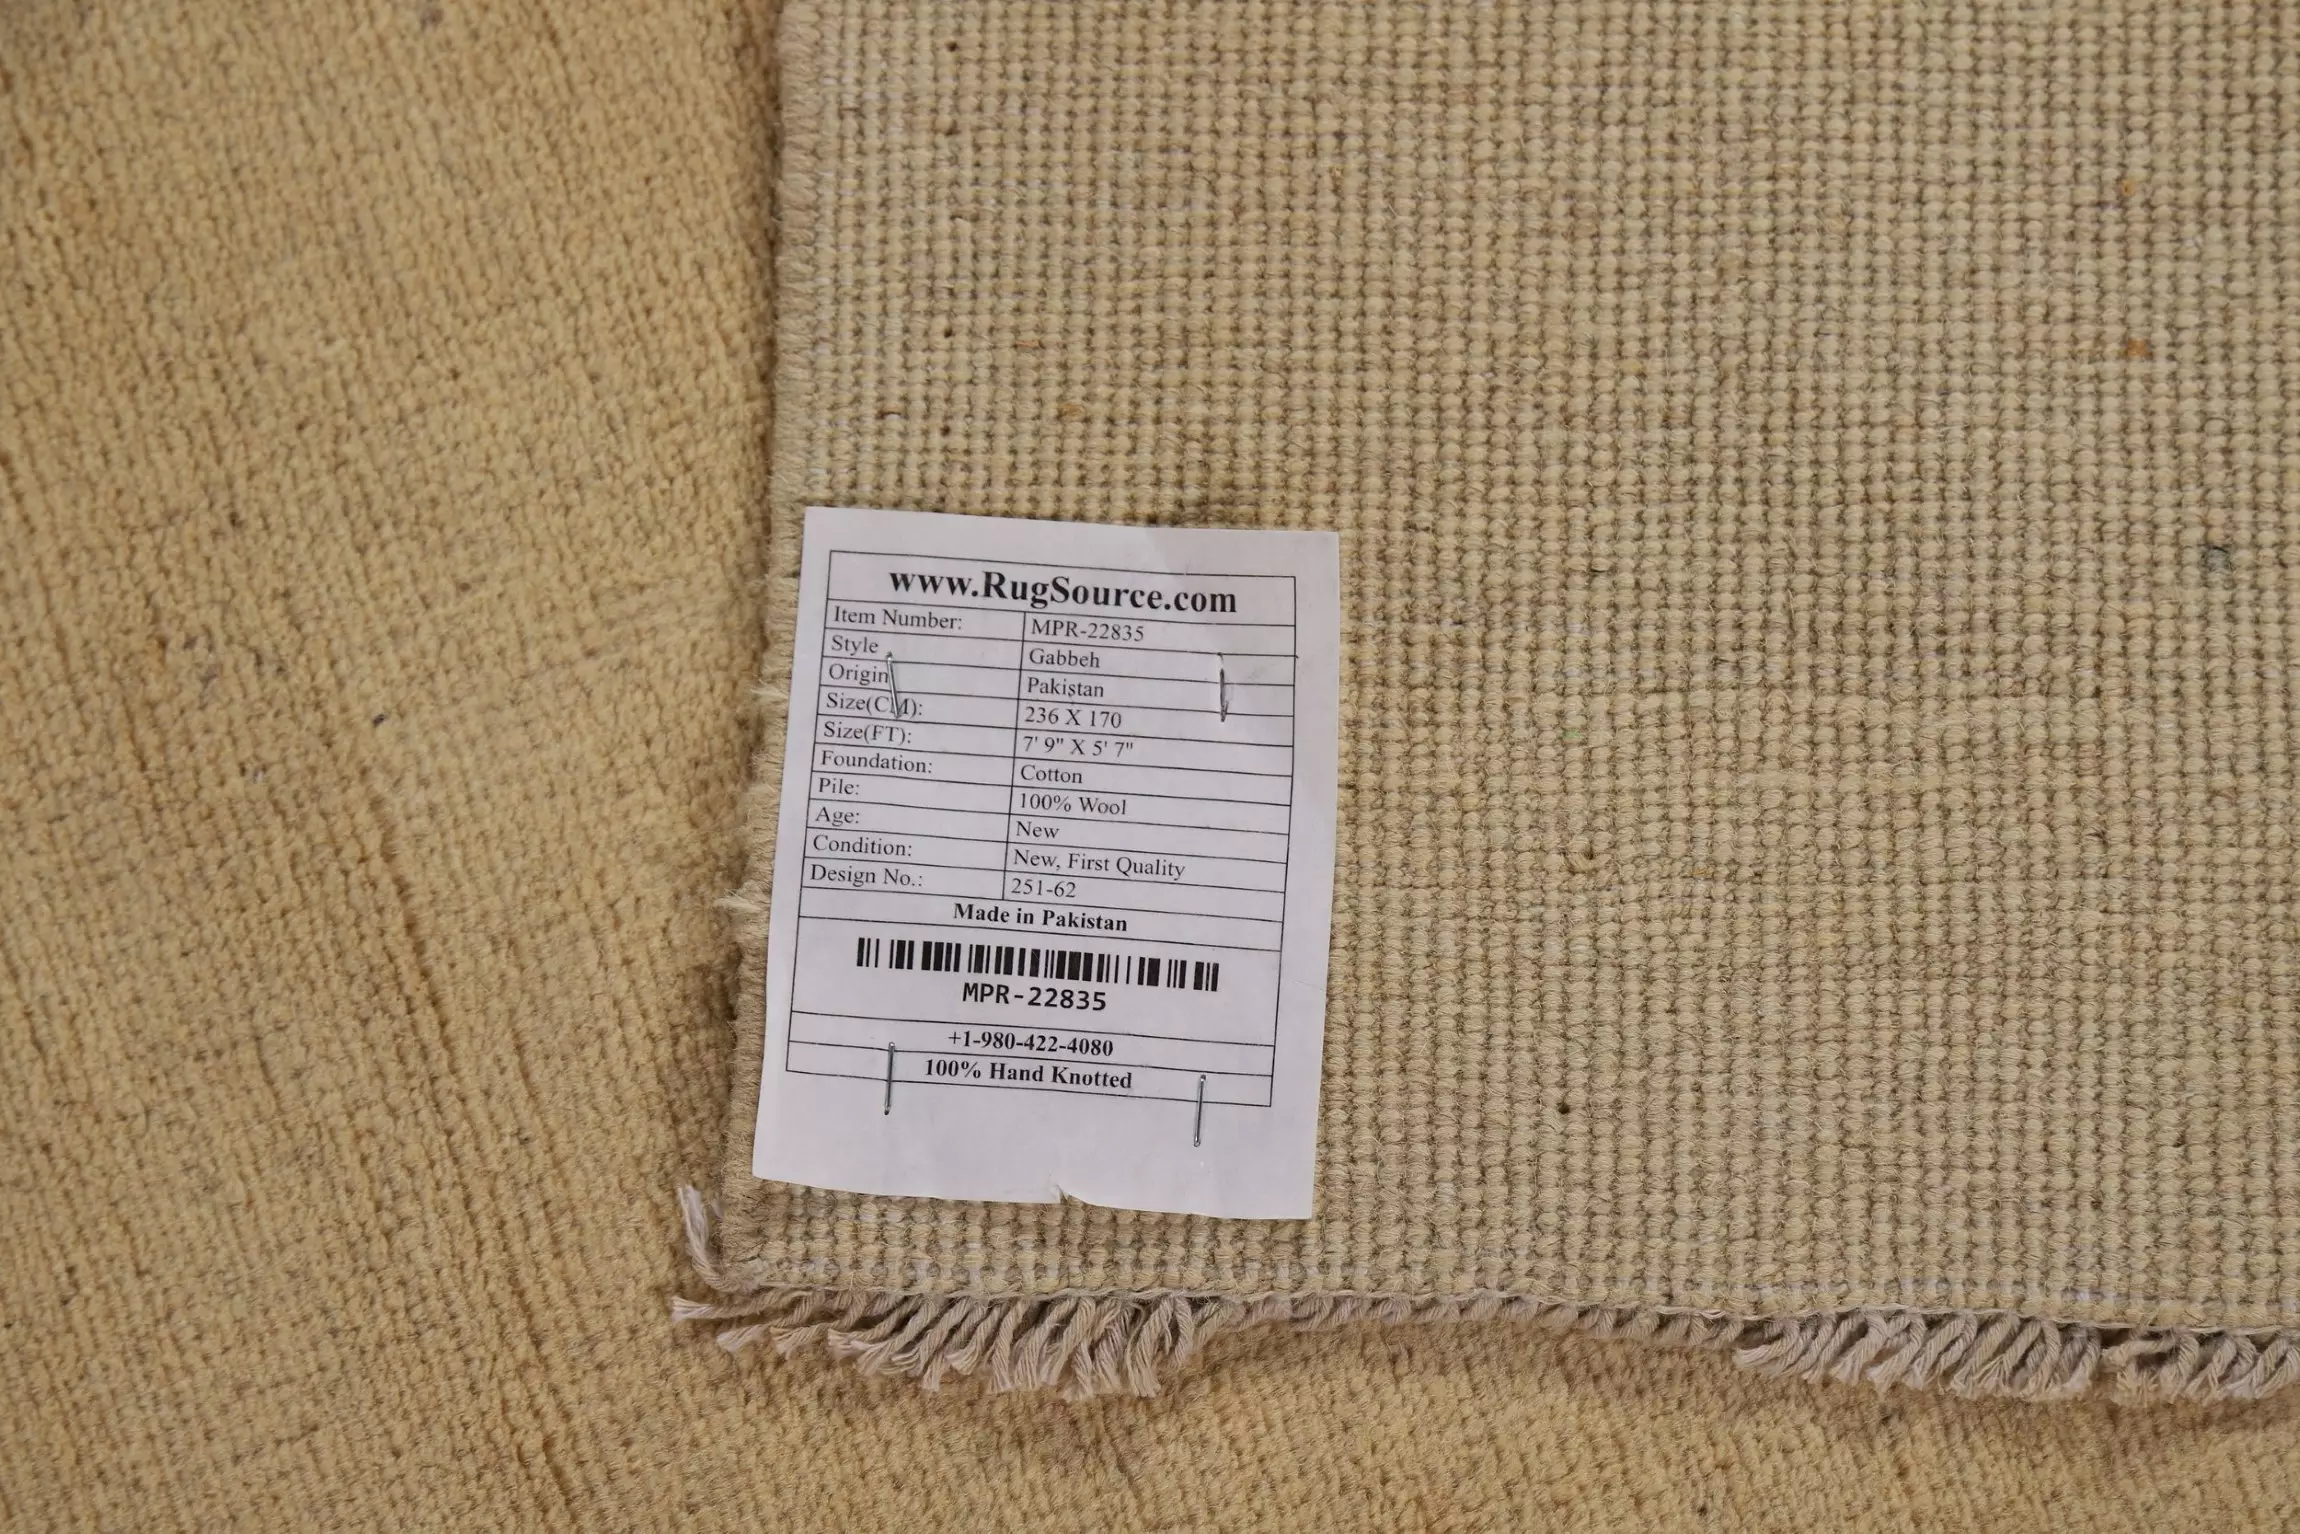 www.RugSource.com
Item Number: MPR-22835
Style Gabbeh
Origin Pakistan
Size(CM): 236 X 170
Size(FT): 7' 9" X 5' 7"
Foundation: Cotton
Pile: 100% Wool
Age: New
Condition: New, First Quality
Design No.: 251-62
Made in Pakistan
MPR-22835
+1-980-422-4080
100% Hand Knotted